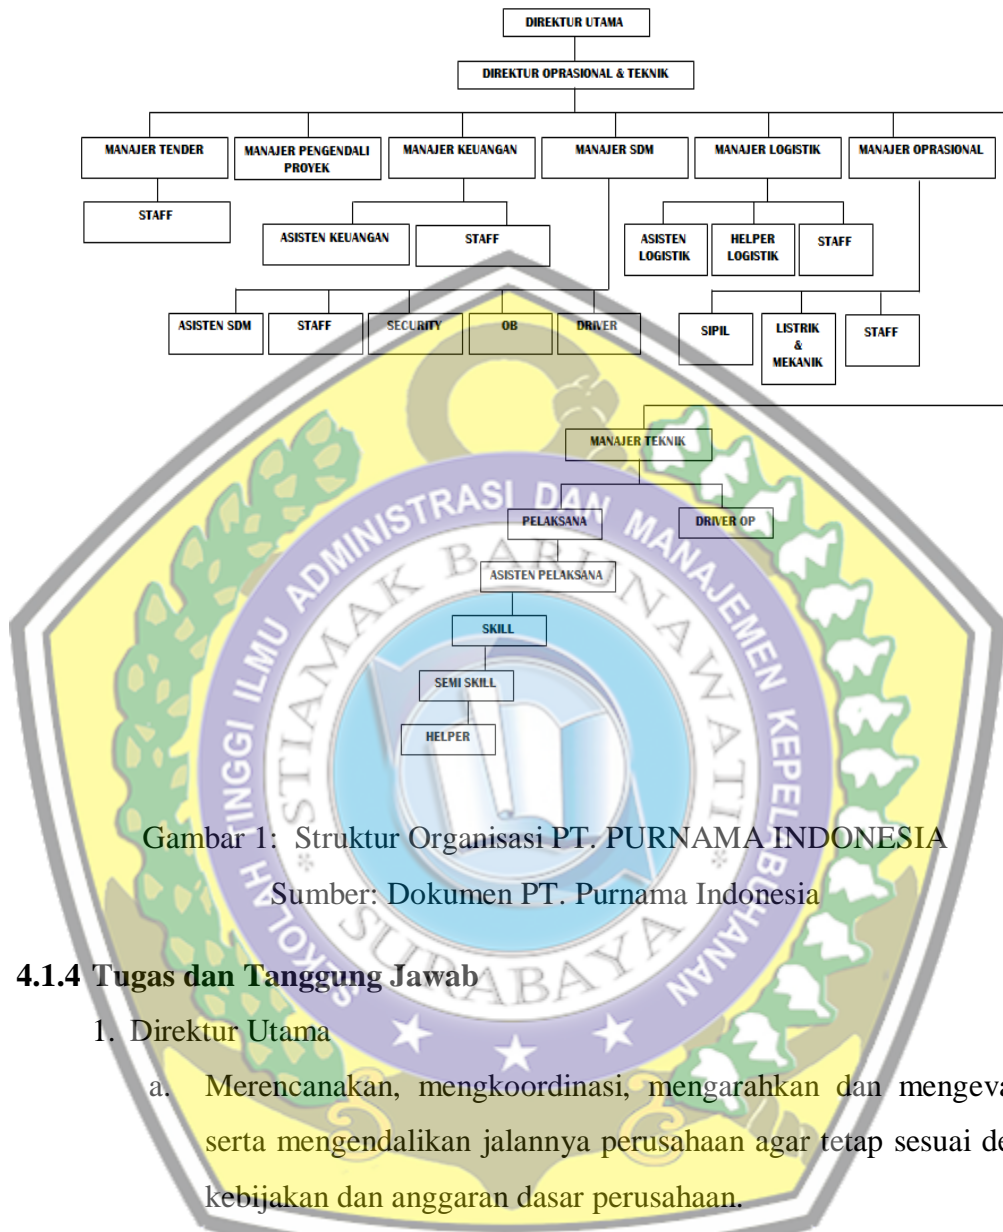 DIREKTUR UTAMA
DIREKTUR OPRASIONAL & TEKNIK
MANAJER TENDER
MANAJER PENGENDALI
PROYEK
MANAJER KEUANGAN
MANAJER SDM
MANAJER LOGISTIK
MANAJER OPRASIONAL
STAFF
ASISTEN KEUANGAN
STAFF
ASISTEN
LOGISTIK
HELPER
LOGISTIK
STAFF
ASISTEN SDM
STAFF
SECURITY
OB
DRIVER
SIPIL
LISTRIK
&
MEKANIK
STAFF
MANAJER TEKNIK
PELAKSANA
DRIVER OP
ASISTEN PELAKSANA
SKILL
SEMI SKILL
HELPER
SEKOLAH TINGGI ILMU ADMINISTRASI DAN MANAJEMEN KEPELABUHANAN
STIAMAK BARUNAWATI
SURABAYA
Gambar 1: Struktur Organisasi PT. PURNAMA INDONESIA
Sumber: Dokumen PT. Purnama Indonesia
4.1.4 Tugas dan Tanggung Jawab
1. Direktur Utama
a. Merencanakan, mengkoordinasi, mengarahkan dan mengeva
serta mengendalikan jalannya perusahaan agar tetap sesuai de
kebijakan dan anggaran dasar perusahaan.